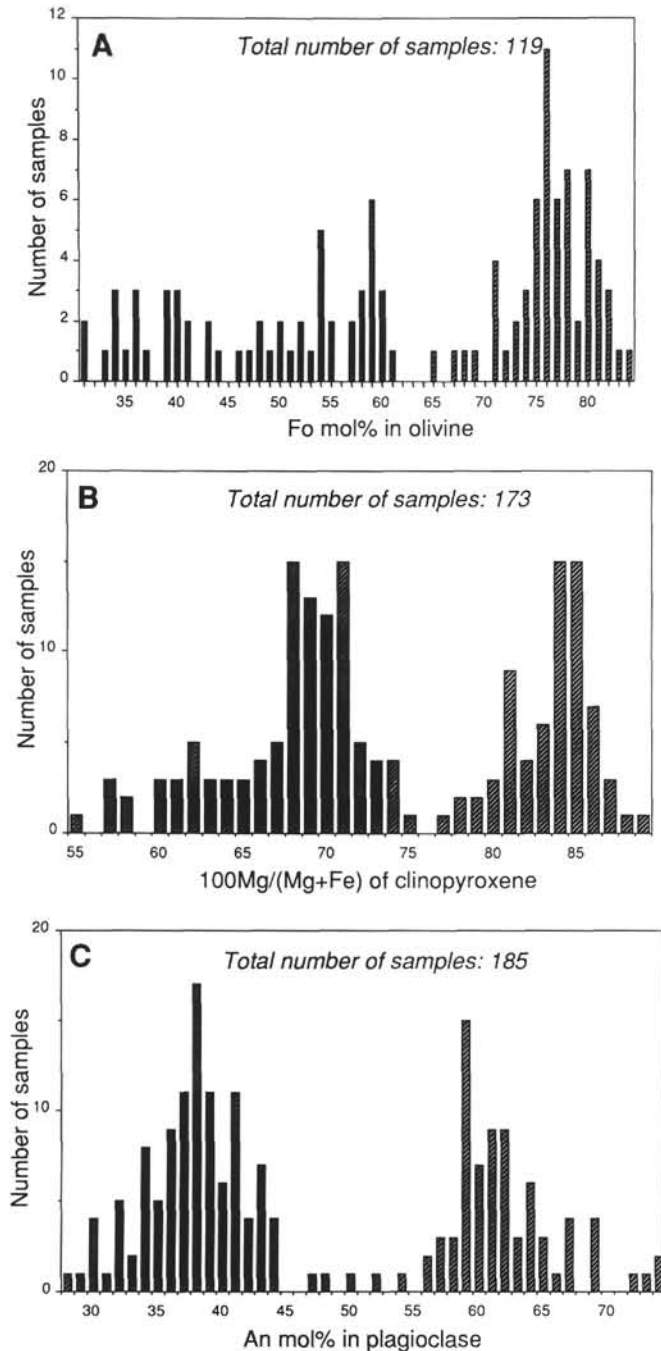 A
Total number of samples: 119
Number of samples
12
10
8
6
4
2
0
35 40 45 50 55 60 65 70 75 80
Fo mol% in olivine
B
Total number of samples: 173
Number of samples
20
10
0
55 60 65 70 75 80 85
100Mg/(Mg+Fe) of clinopyroxene
C
Total number of samples: 185
Number of samples
20
10
0
30 35 40 45 50 55 60 65 70
An mol% in plagioclase